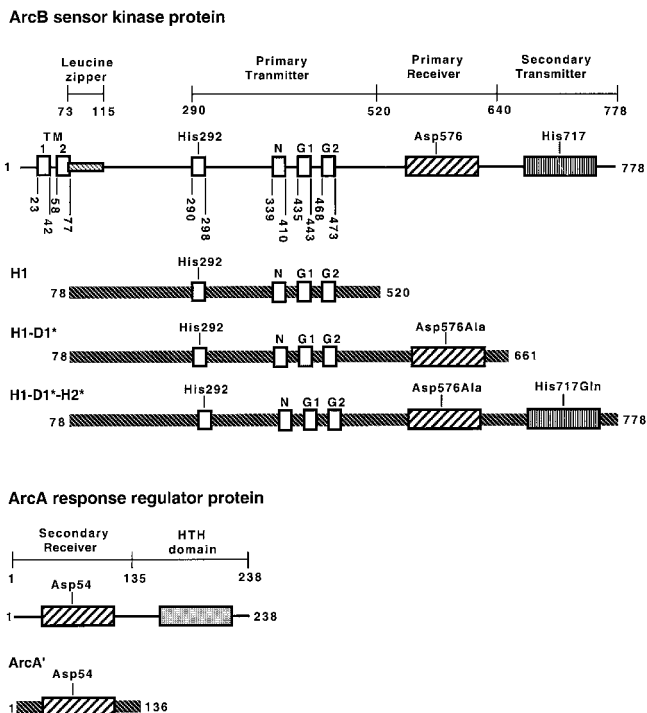 ArcB sensor kinase protein
Leucine zipper
Primary Tranmitter
Primary Receiver
Secondary Transmitter
73 115 290 520 640 778
TM
1 2 His292 N G1 G2 Asp576 His717
1 778
23 42 58 77 290 298 339 410 435 443 468 473
His292
H1 N G1 G2
78 520
H1-D1* His292 Asp576Ala
N G1 G2
78 661
H1-D1*-H2* His292 Asp576Ala His717Gln
N G1 G2
78 778
ArcA response regulator protein
Secondary Receiver
HTH domain
1 135 238
Asp54
1 238
ArcA'
Asp54
1 136